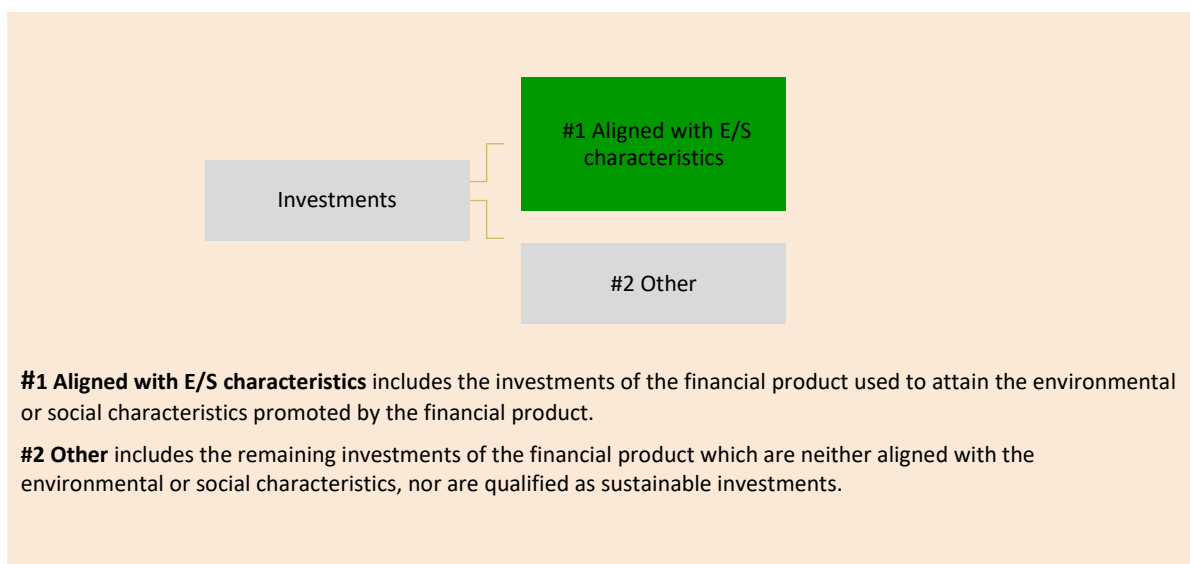 #1 Aligned with E/S
characteristics
Investments
#2 Other
#1 Aligned with E/S characteristics includes the investments of the financial product used to attain the environmental
or social characteristics promoted by the financial product.
#2 Other includes the remaining investments of the financial product which are neither aligned with the
environmental or social characteristics, nor are qualified as sustainable investments.